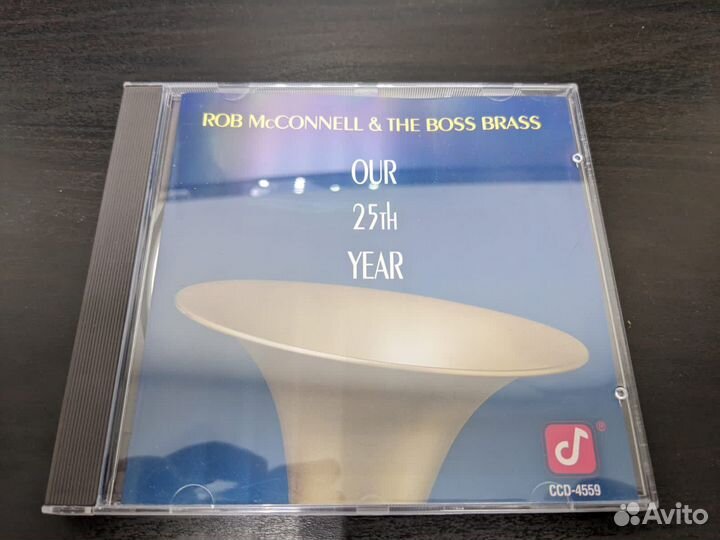 ROB McCONNELL & THE BOSS BRASS
OUR
25TH
YEAR
®
CCD-4559
Avito